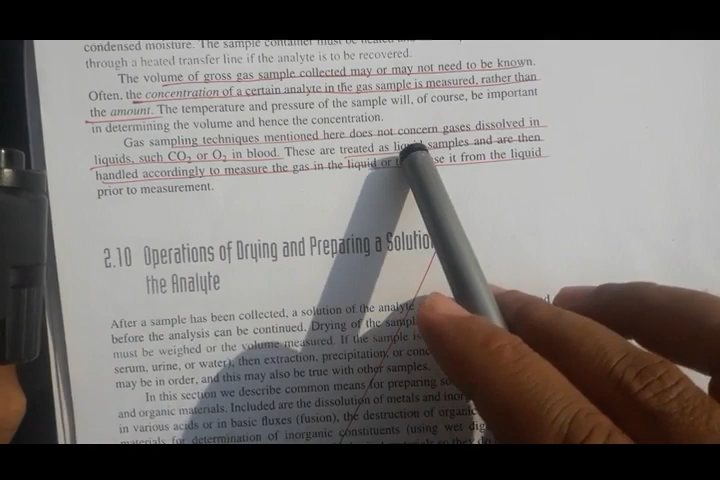 condensed moisture. The sample container must be heated
through a heated transfer line if the analyte is to be recovered.
The volume of gross gas sample collected may or may not need to be known.
Often, the concentration of a certain analyte in the gas sample is measured, rather than
the amount. The temperature and pressure of the sample will, of course, be important
in determining the volume and hence the concentration.
Gas sampling techniques mentioned here does not concern gases dissolved in
liquids, such CO2 or O2 in blood. These are treated as liquid samples and are then
handled accordingly to measure the gas in the liquid or it from the liquid
prior to measurement.
2.10 Operations of Drying and Preparing a Solution
the Analyte
After a sample has been collected, a solution of the analyte
before the analysis can be continued. Drying of the sample
must be weighed or the volume measured. If the sample is
serum, urine, or water), then extraction, precipitation, or
may be in order, and this may also be true with other samples.
In this section we describe common means for preparing
and organic materials. Included are the dissolution of metals and
in various acids or in basic fluxes (fusion), the destruction of organic
materials for determination of inorganic constituents (using wet